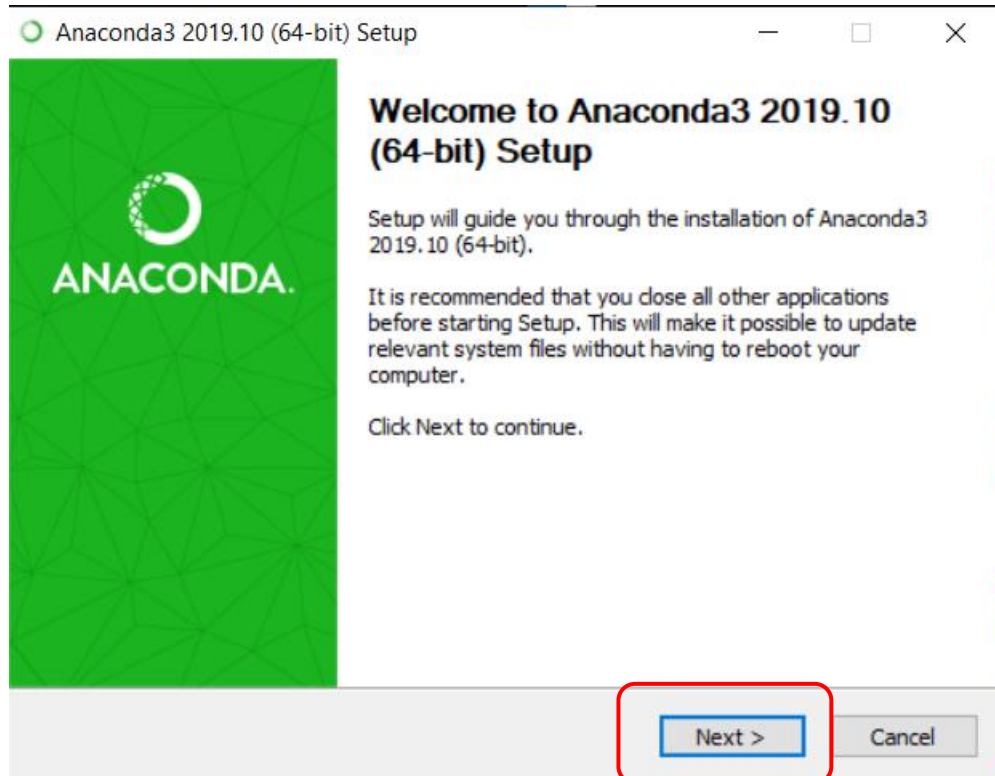 Anaconda3 2019.10 (64-bit) Setup
Welcome to Anaconda3 2019.10
(64-bit) Setup
Setup will guide you through the installation of Anaconda3
2019.10 (64-bit).
It is recommended that you close all other applications
before starting Setup. This will make it possible to update
relevant system files without having to reboot your
computer.
Click Next to continue.
ANACONDA.
Next >
Cancel